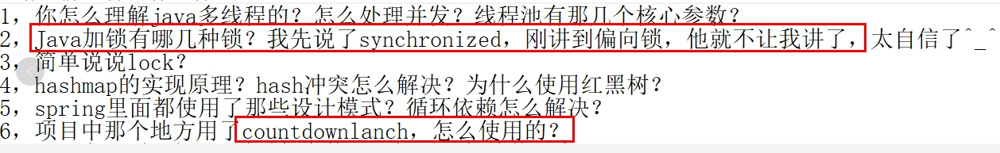 1，你怎么理解java多线程的？怎么处理并发？线程池有那几个核心参数？
2，Java加锁有哪几种锁？我先说了synchronized，刚讲到偏向锁，他就不让我讲了，太自信了^_^
3，简单说说lock？
4，hashmap的实现原理？hash冲突怎么解决？为什么使用红黑树？
5，spring里面都使用了那些设计模式？循环依赖怎么解决？
6，项目中那个地方用了countdownlanch，怎么使用的？